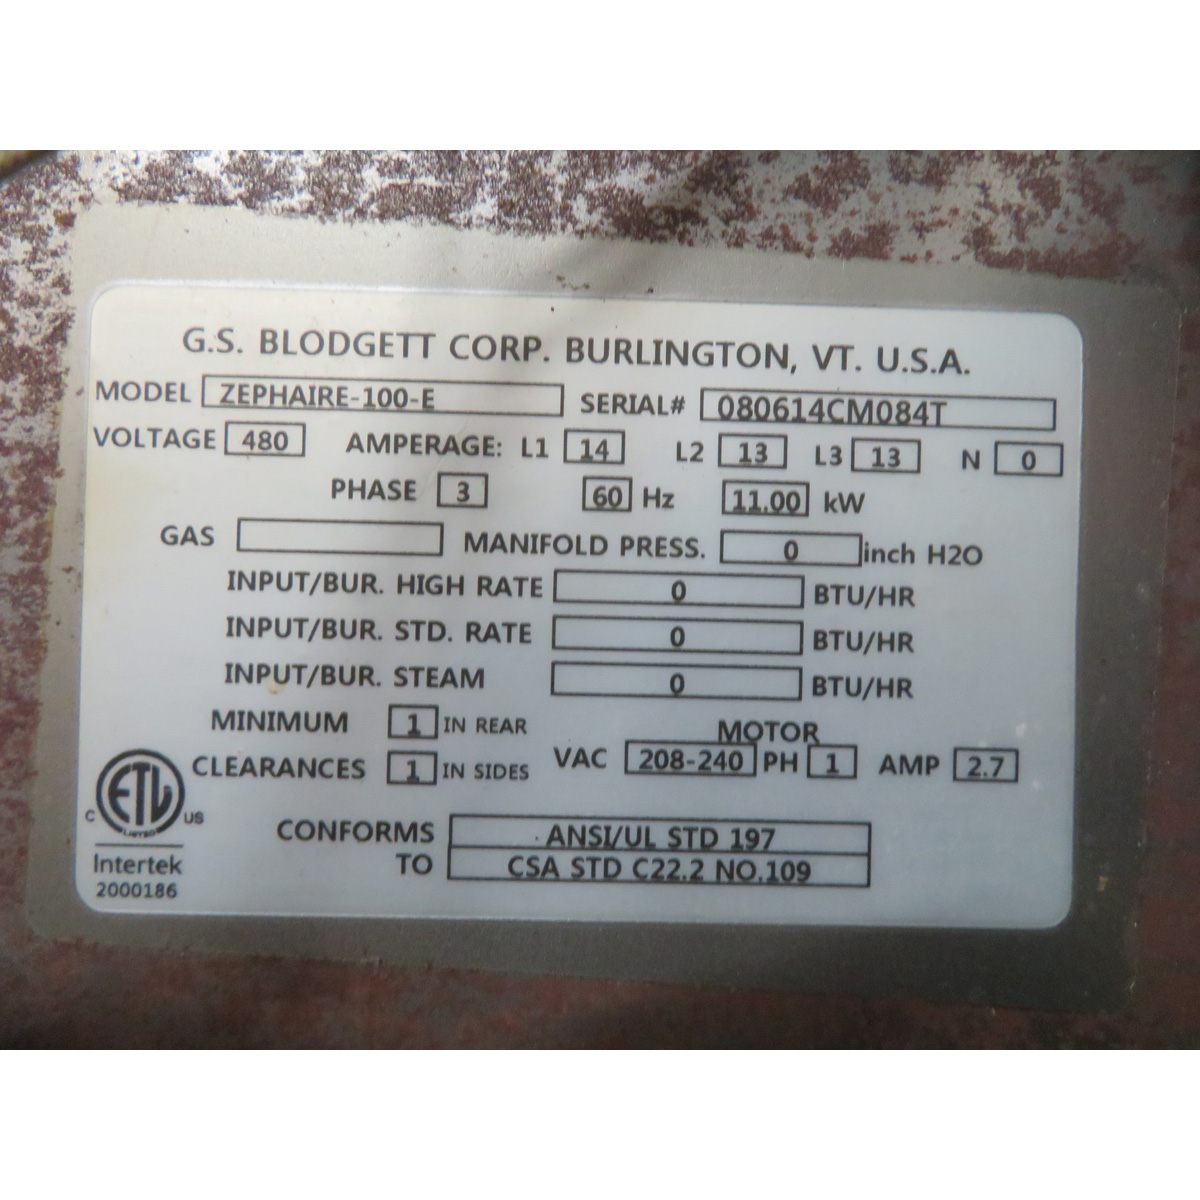 G.S. BLODGETT CORP. BURLINGTON, VT. U.S.A.
MODEL ZEPHAIRE-100-E SERIAL# 080614CM084T
VOLTAGE 480 AMPERAGE: L1 14 L2 13 L3 13 N 0
PHASE 3 60 Hz 11.00 kW
GAS MANIFOLD PRESS. 0 inch H2O
INPUT/BUR. HIGH RATE 0 BTU/HR
INPUT/BUR. STD. RATE 0 BTU/HR
INPUT/BUR. STEAM 0 BTU/HR
MINIMUM 1 IN REAR MOTOR
CLEARANCES 1 IN SIDES VAC 208-240 PH 1 AMP 2.7
C ETL US
LISTED
Intertek
2000186
CONFORMS ANSI/UL STD 197
TO CSA STD C22.2 NO.109